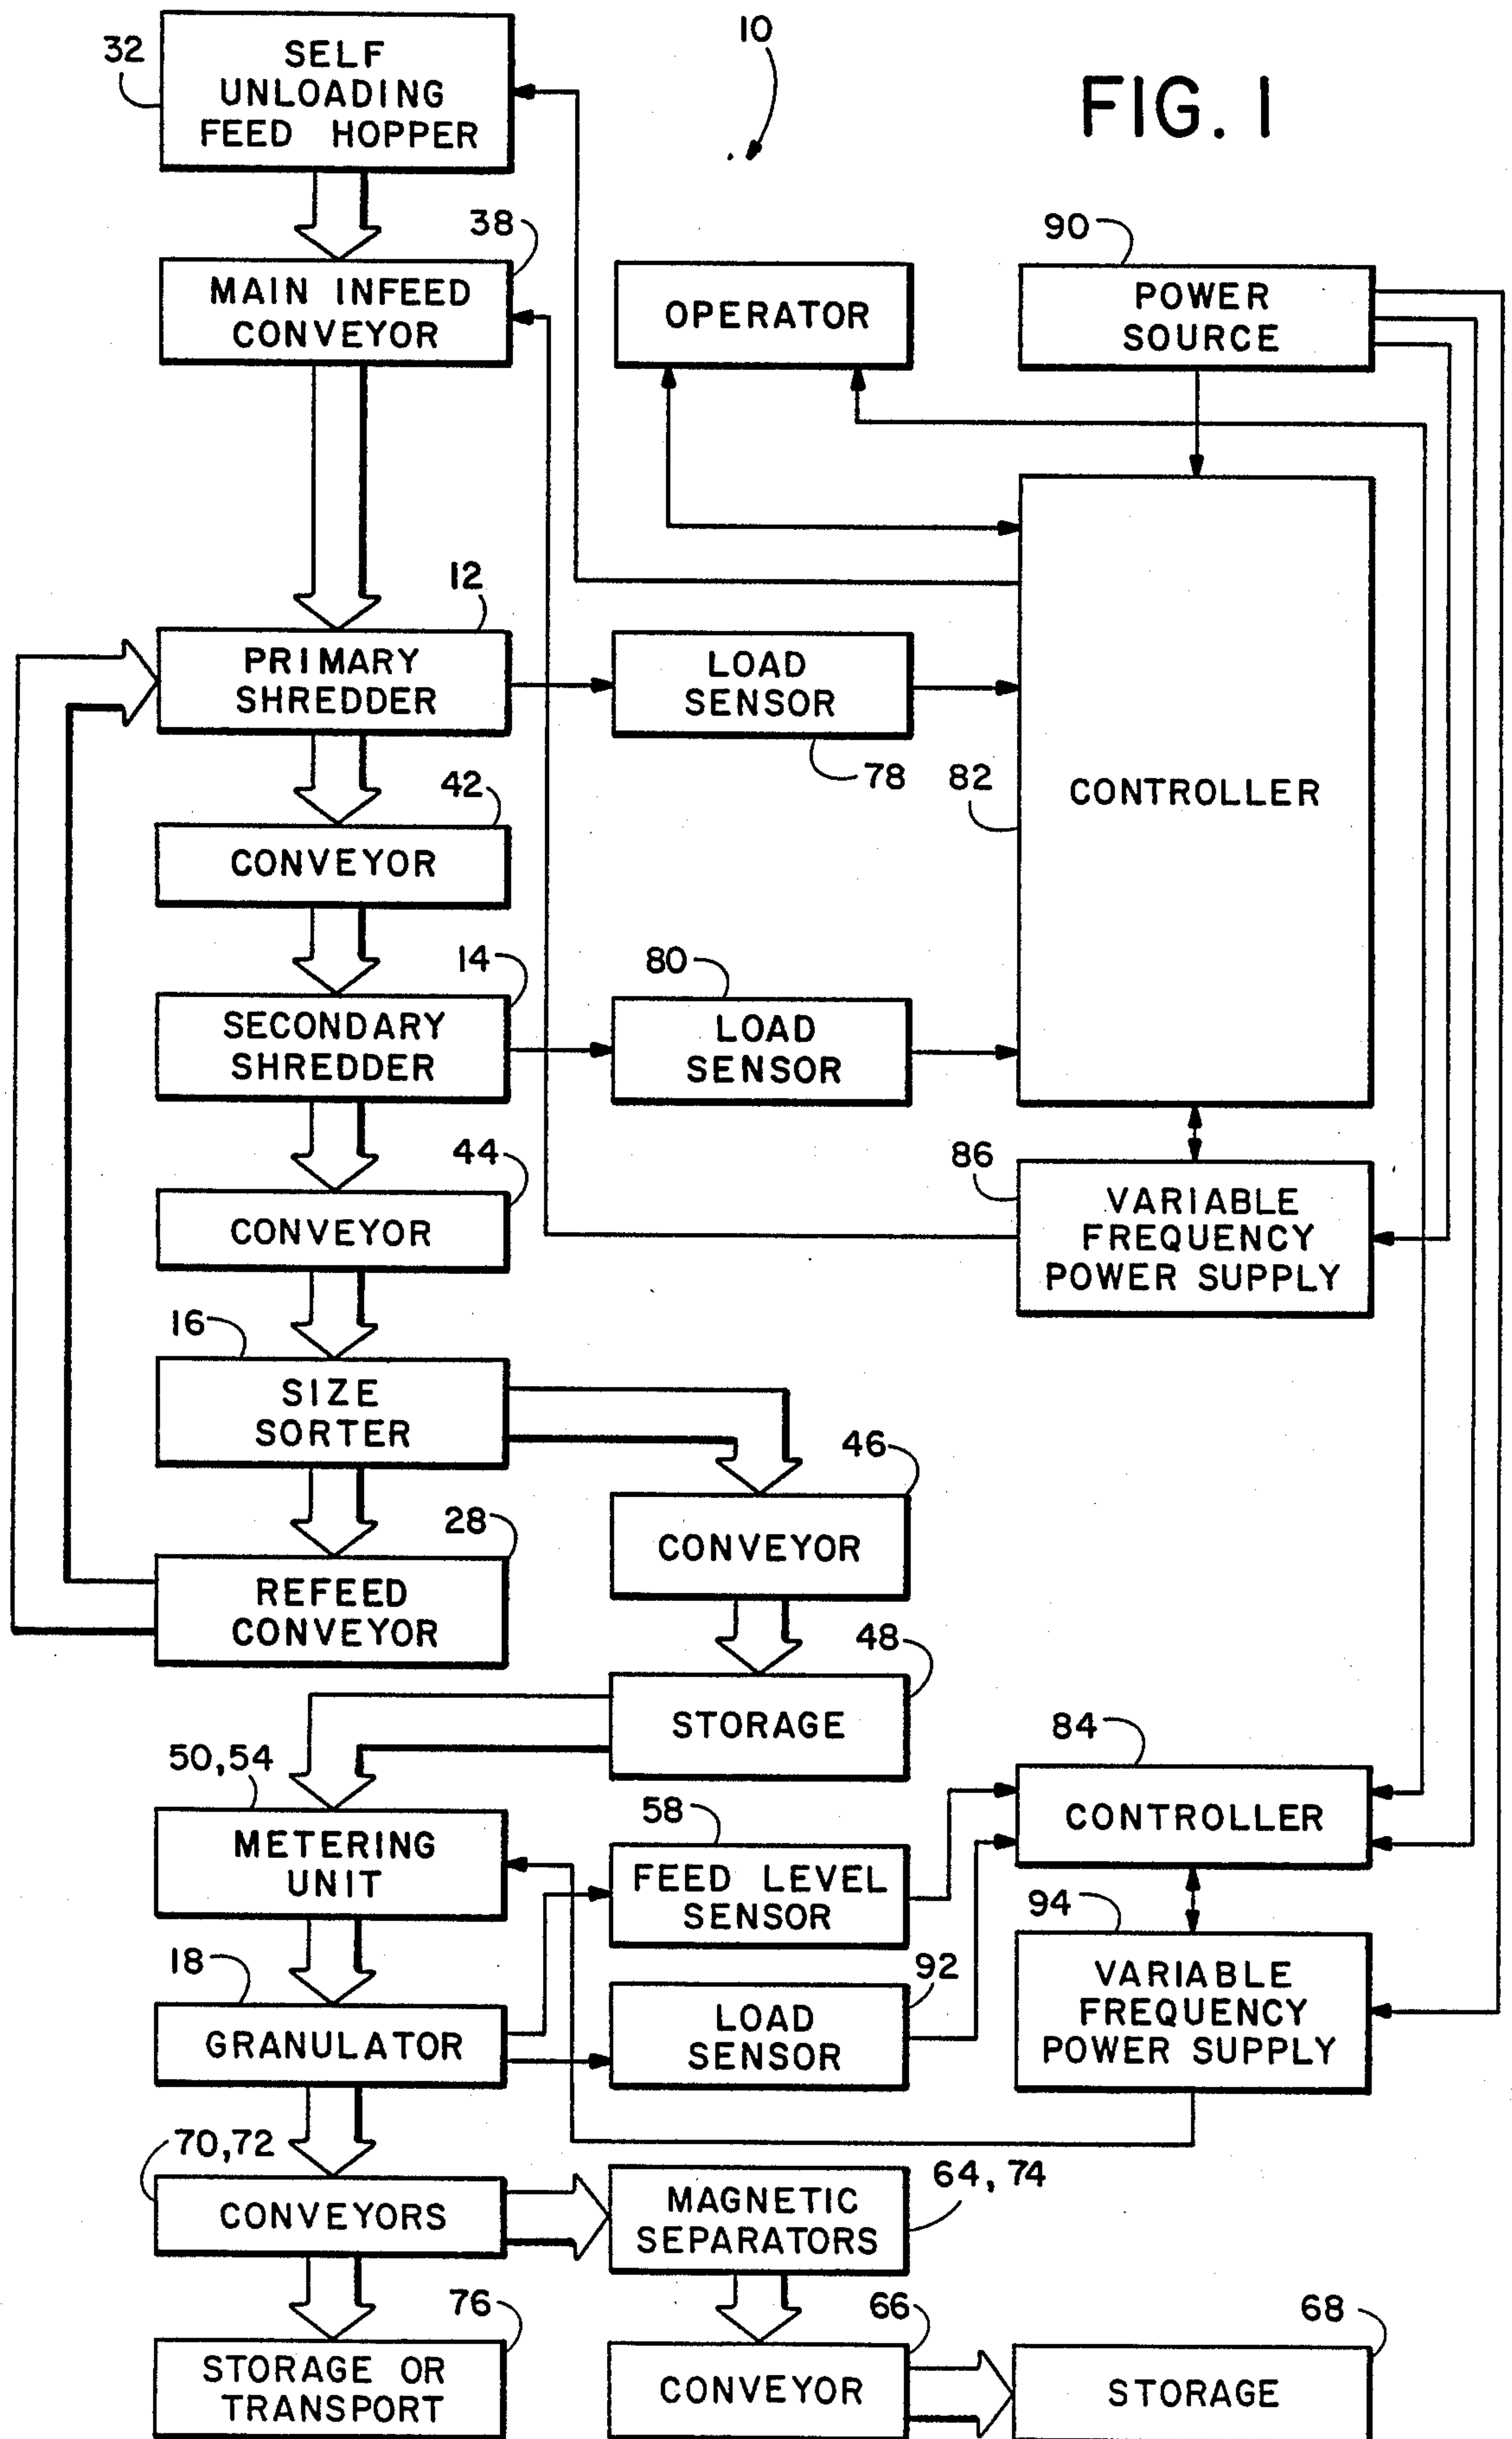 10
FIG. 1
32
SELF
UNLOADING
FEED HOPPER
38
MAIN INFEED
CONVEYOR
OPERATOR
90
POWER
SOURCE
12
PRIMARY
SHREDDER
LOAD
SENSOR
78
82
CONTROLLER
42
CONVEYOR
14
SECONDARY
SHREDDER
80
LOAD
SENSOR
44
CONVEYOR
86
VARIABLE
FREQUENCY
POWER SUPPLY
16
SIZE
SORTER
46
CONVEYOR
28
REFEED
CONVEYOR
48
STORAGE
50,54
METERING
UNIT
58
FEED LEVEL
SENSOR
84
CONTROLLER
18
GRANULATOR
92
LOAD
SENSOR
94
VARIABLE
FREQUENCY
POWER SUPPLY
70,72
CONVEYORS
MAGNETIC
SEPARATORS
64,74
76
STORAGE OR
TRANSPORT
66
CONVEYOR
68
STORAGE